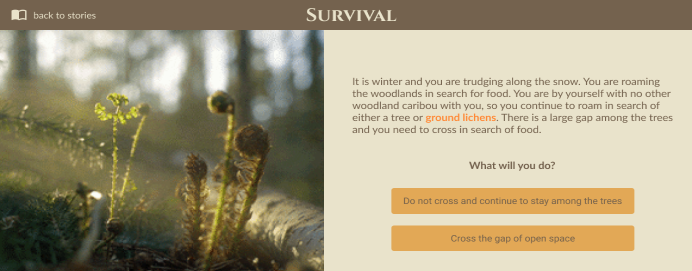 back to stories
SURVIVAL
It is winter and you are trudging along the snow. You are roaming
the woodlands in search for food. You are by yourself with no other
woodland caribou with you, so you continue to roam in search of
either a tree or ground lichens. There is a large gap among the trees
and you need to cross in search of food.
What will you do?
Do not cross and continue to stay among the trees
Cross the gap of open space